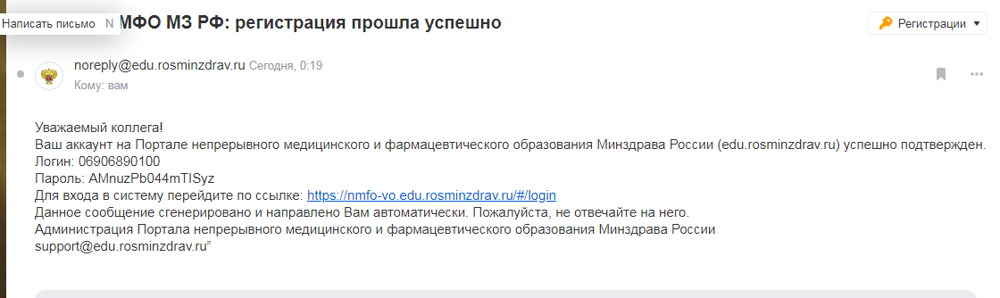 Написать письмо N
МФО МЗ РФ: регистрация прошла успешно
Регистрации
noreply@edu.rosminzdrav.ru Сегодня, 0:19
Кому: вам
Уважаемый коллега!
Ваш аккаунт на Портале непрерывного медицинского и фармацевтического образования Минздрава России (edu.rosminzdrav.ru) успешно подтвержден.
Логин: 06906890100
Пароль: AMnuzPb044mTISyz
Для входа в систему перейдите по ссылке: https://nmfo-vo.edu.rosminzdrav.ru/#/login
Данное сообщение сгенерировано и направлено Вам автоматически. Пожалуйста, не отвечайте на него.
Администрация Портала непрерывного медицинского и фармацевтического образования Минздрава России
support@edu.rosminzdrav.ru”